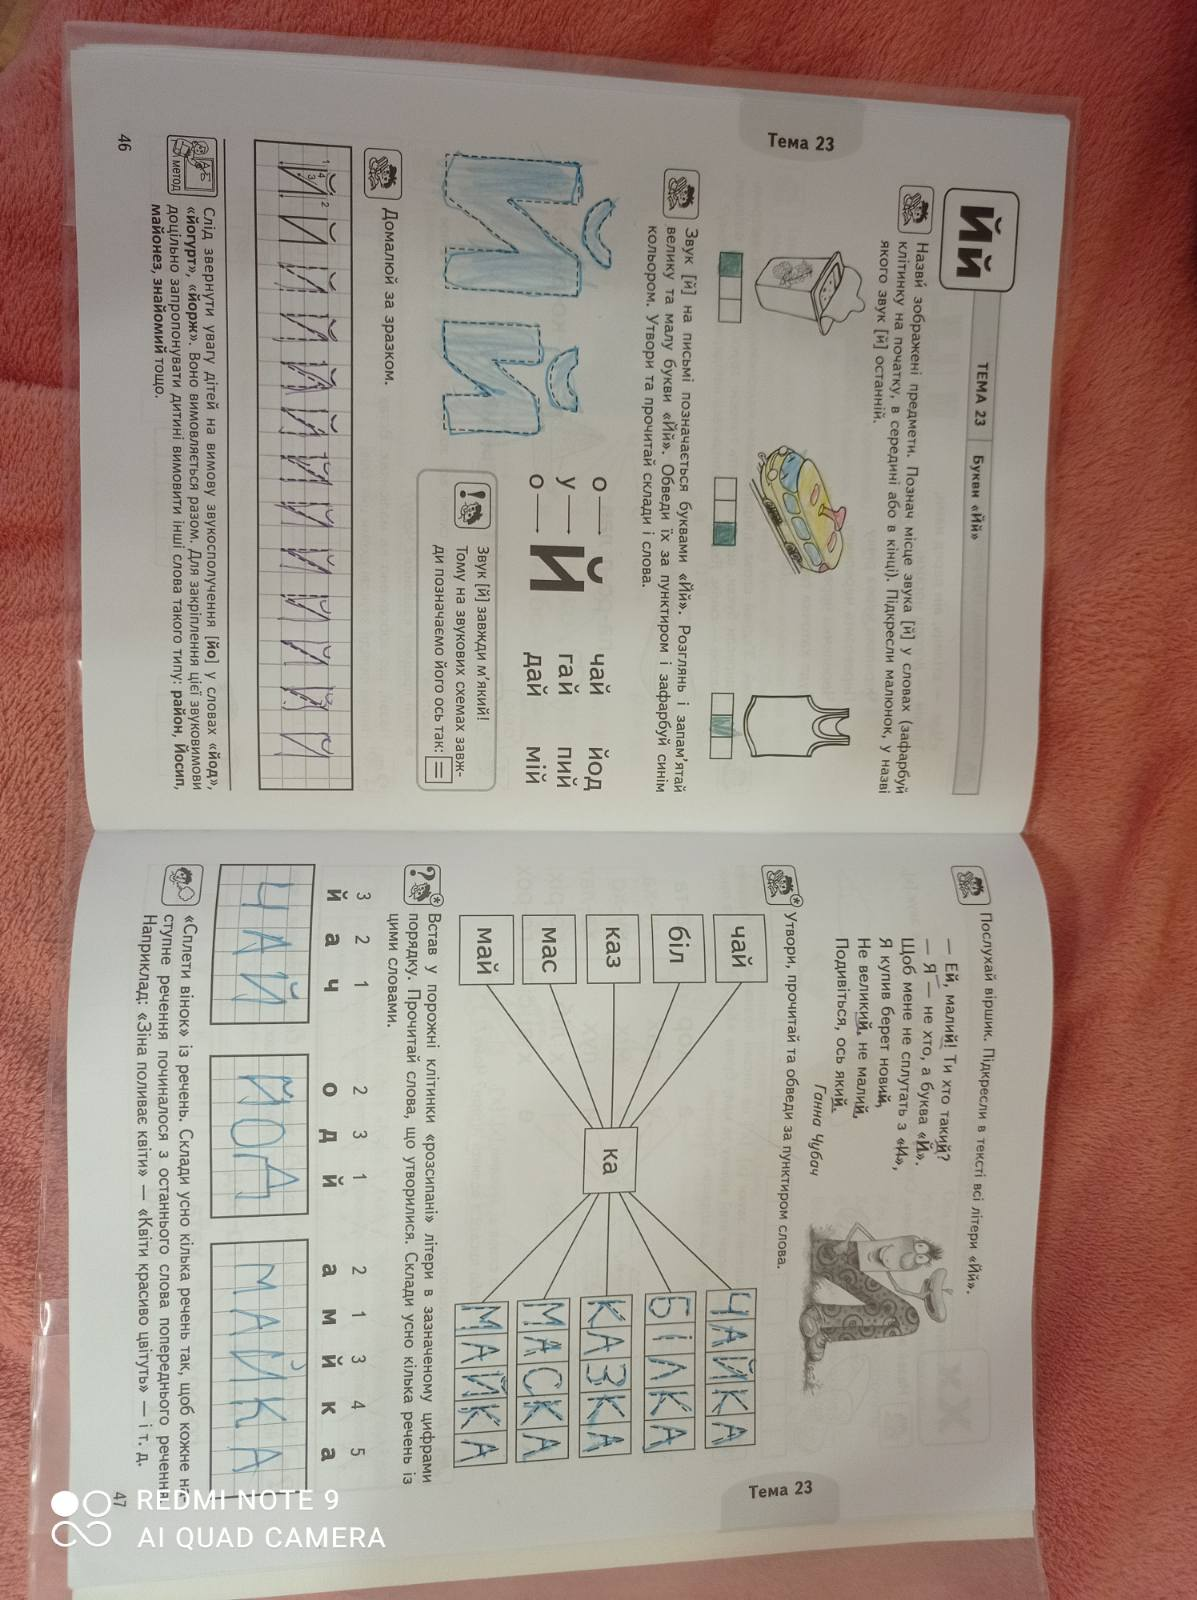 Тема 23
Йй
ТЕМА 23 Букви «Йй»
Назви зображені предмети. Познач місце звука [й] у словах (зафарбуй
клітинку на початку, в середині або в кінці). Підкресли малюнок, у назві
якого звук [й] останній.
Звук [й] на письмі позначається буквами «Йй». Розглянь і запам'ятай
велику та малу букви «Йй». Обведи їх за пунктиром і зафарбуй синім
кольором. Утвори та прочитай склади і слова.
Й Й
о
у
о
Й
чай йод
гай пий
дай мій
Звук [й] завжди м'який!
Тому на звукових схемах завж-
ди позначаємо його ось так: =
Домалюй за зразком.
1 2 3 4
Й Й Й Й Й Й Й Й Й Й Й Й Й
метод
Слід звернути увагу дітей на вимову звукосполучення [йо] у словах «йод»,
«йогурт», «йорж». Воно вимовляється разом. Для закріплення цієї звуковимови
доцільно запропонувати дитині вимовити інші слова такого типу: район, Йосип,
майонез, знайомий тощо.
46
Тема 23
Послухай віршик. Підкресли в тексті всі літери «Йй».
— Ей, малий! Ти хто такий?
— Я — не хто, а буква «Й».
Щоб мене не сплутать з «И»,
Я купив берет новий,
Не великий, не малий,
Подивіться, ось який.
Ганна Чубач
Утвори, прочитай та обведи за пунктиром слова.
чай ЧАЙКА
біл БІЛКА
каз ка КАЗКА
мас МАСКА
май МАЙКА
Встав у порожні клітинки «розсипані» літери в зазначеному цифрами
порядку. Прочитай слова, що утворилися. Склади усно кілька речень із
цими словами.
3 2 1 2 3 1 2 1 3 4 5
й а ч о д й а м й к а
ЧАЙ ЙОД МАЙКА
«Сплети вінок» із речень. Склади усно кілька речень так, щоб кожне на-
ступне речення починалося з останнього слова попереднього речення.
Наприклад: «Зіна поливає квіти» — «Квіти красиво цвітуть» — і т. д.
47
REDMI NOTE 9
AI QUAD CAMERA